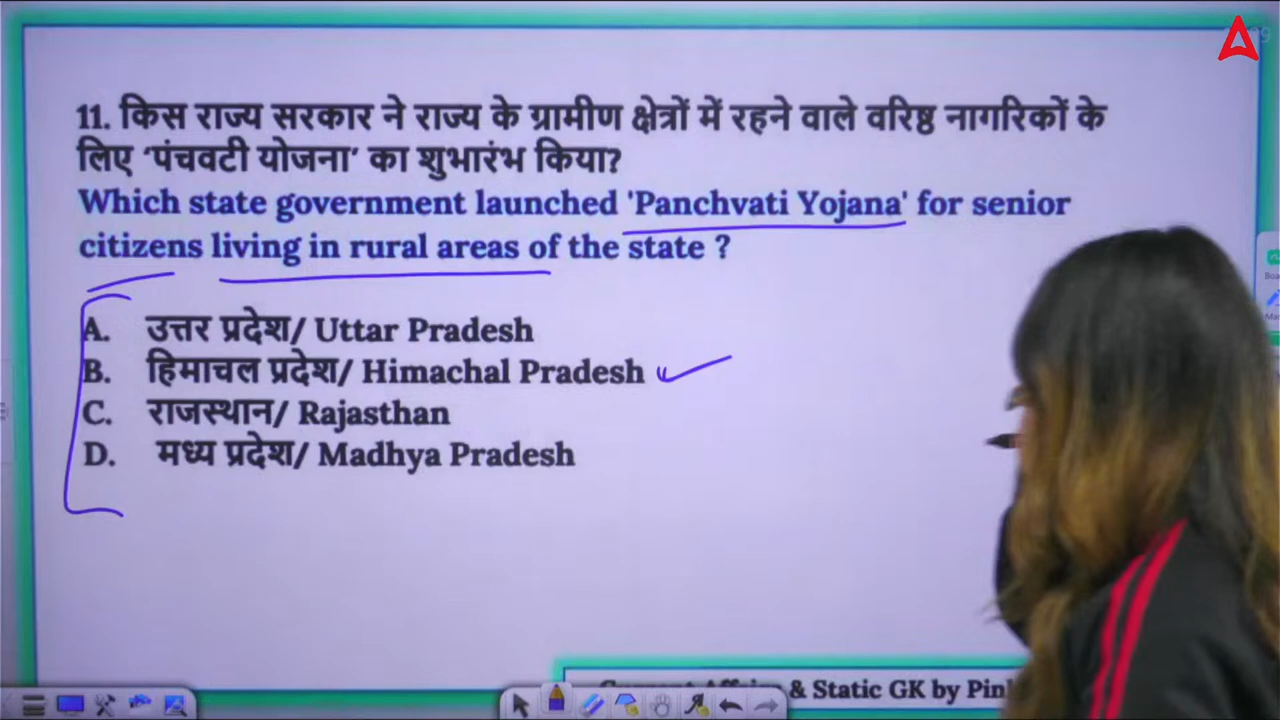 11. किस राज्य सरकार ने राज्य के ग्रामीण क्षेत्रों में रहने वाले वरिष्ठ नागरिकों के
लिए ‘पंचवटी योजना’ का शुभारंभ किया?
Which state government launched 'Panchvati Yojana' for senior
citizens living in rural areas of the state ?
A. उत्तर प्रदेश/ Uttar Pradesh
B. हिमाचल प्रदेश/ Himachal Pradesh
C. राजस्थान/ Rajasthan
D. मध्य प्रदेश/ Madhya Pradesh
& Static GK by